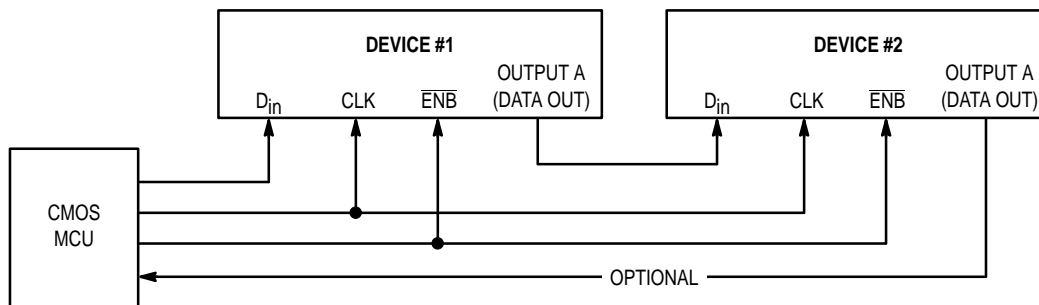 DEVICE #1
OUTPUT A
(DATA OUT)
Din
CLK
ENB
DEVICE #2
OUTPUT A
(DATA OUT)
Din
CLK
ENB
CMOS
MCU
OPTIONAL